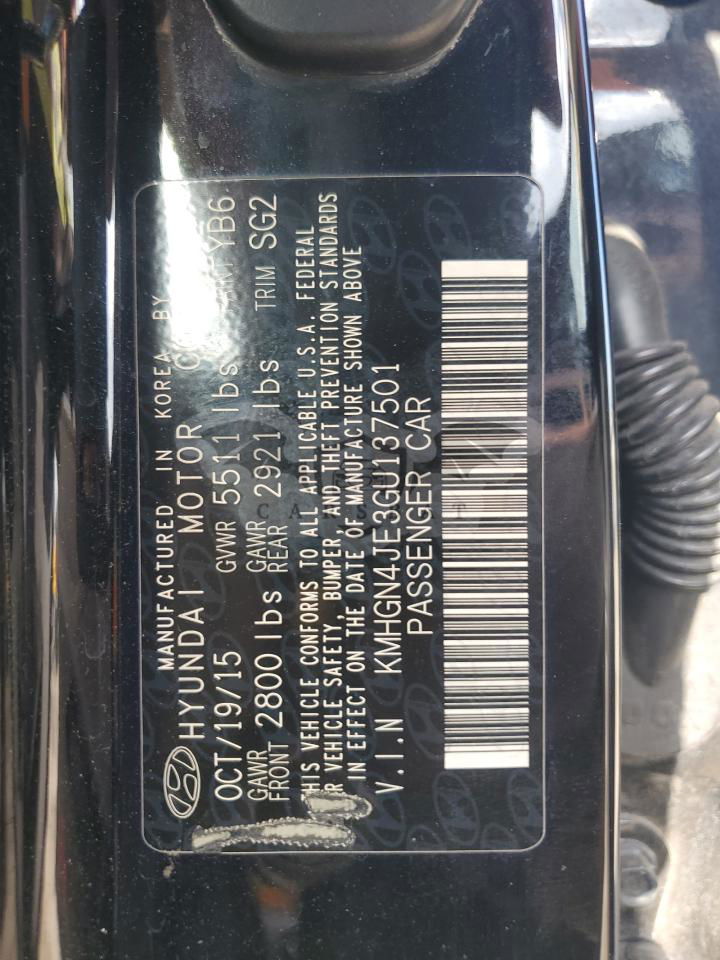 MANUFACTURED IN KOREA BY
HYUNDAI MOTOR
OCT/19/15 GVWR 5511 lbs YB6
GAWR FRONT 2800 lbs GAWR REAR 2921 lbs TRIM SG2
THIS VEHICLE CONFORMS TO ALL APPLICABLE U.S.A. FEDERAL
VEHICLE SAFETY, BUMPER, AND THEFT PREVENTION STANDARDS
IN EFFECT ON THE DATE OF MANUFACTURE SHOWN ABOVE
V.I.N KMHGN4JE3GU137501
PASSENGER CAR